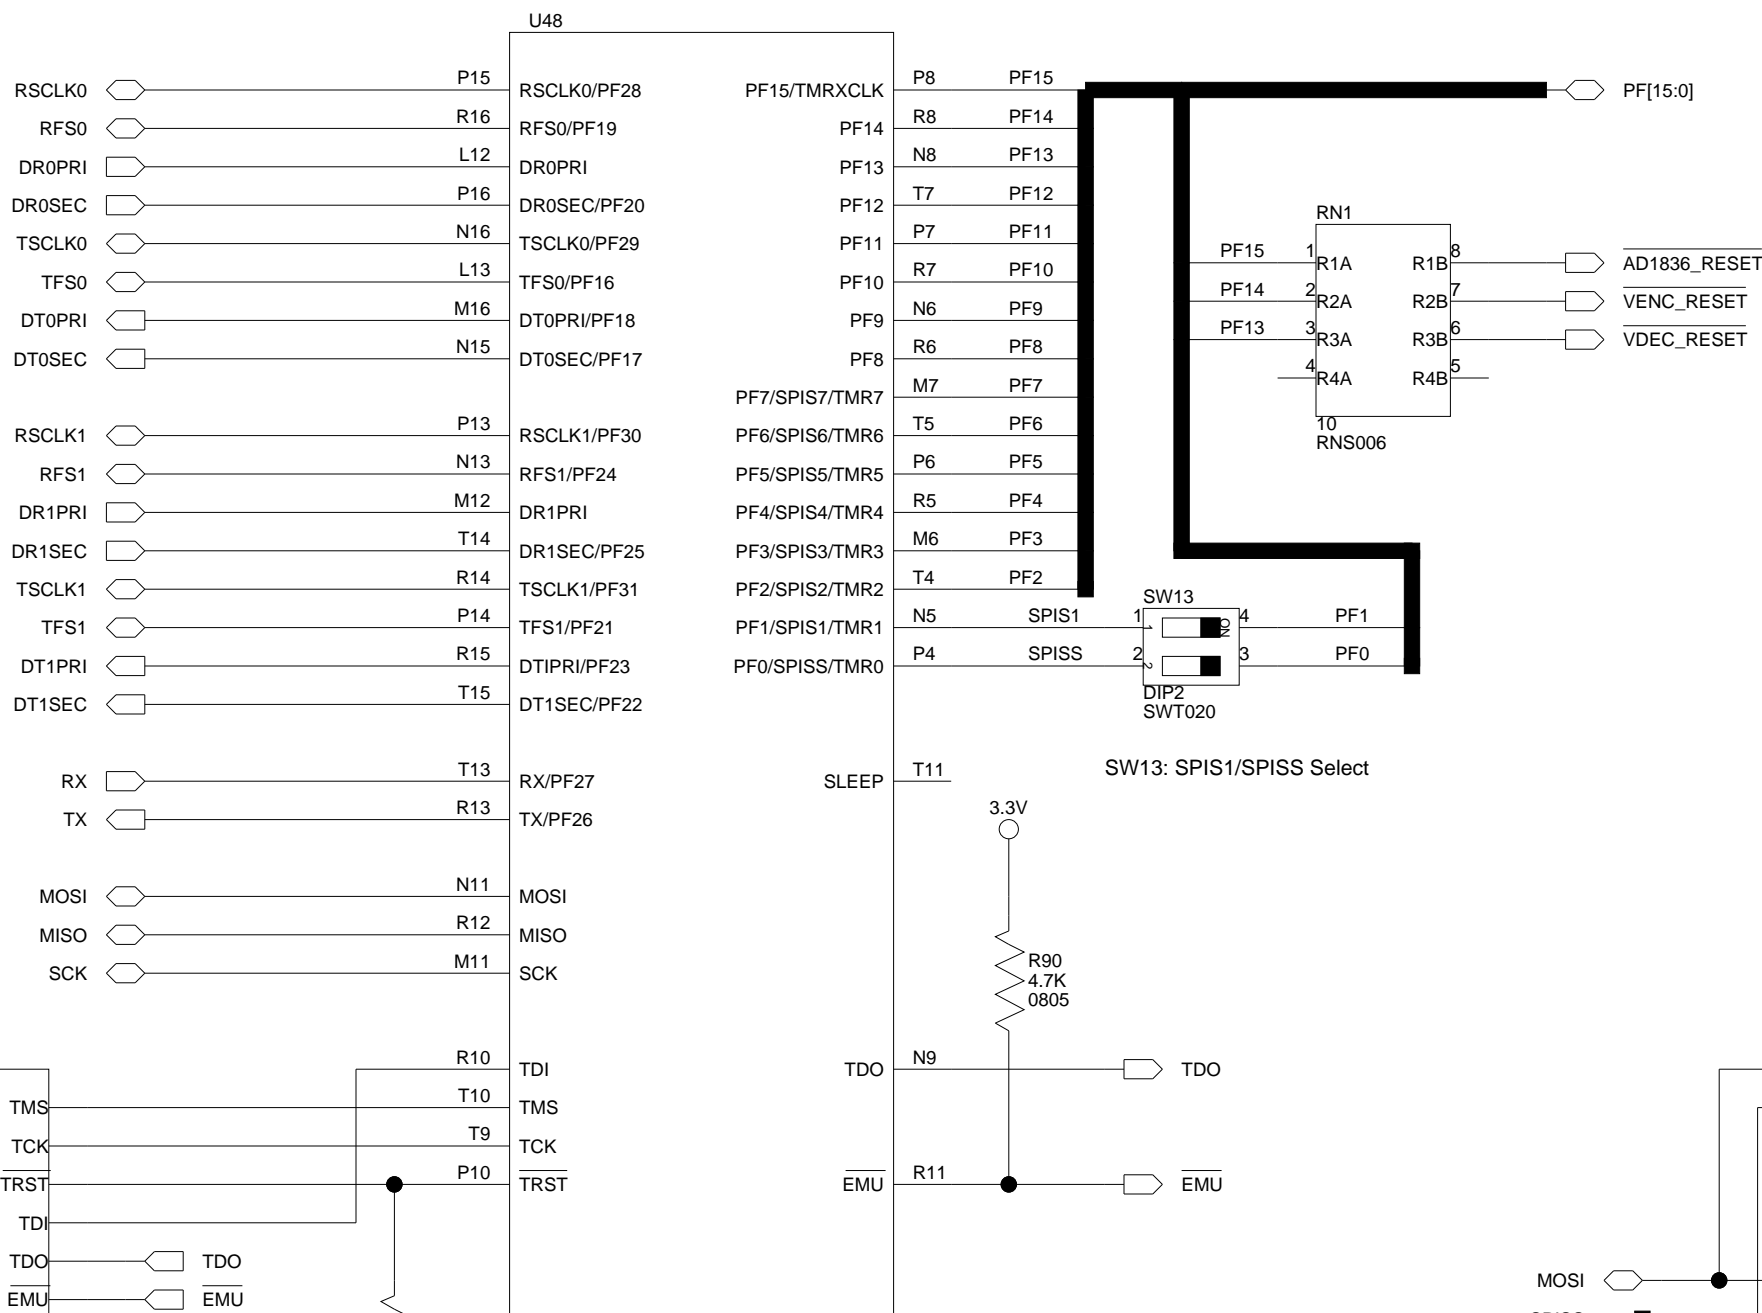 U48
RSCLK0 P15 RSCLK0/PF28 PF15/TMRXCLK P8 PF15 PF[15:0]
RFS0 R16 RFS0/PF19 PF14 R8 PF14
DR0PRI L12 DR0PRI PF13 N8 PF13
DR0SEC P16 DR0SEC/PF20 PF12 T7 PF12
RN1
TSCLK0 N16 TSCLK0/PF29 PF11 P7 PF11
PF15 1 R1A R1B 8 AD1836_RESET
TFS0 L13 TFS0/PF16 PF10 R7 PF10
PF14 2 R2A R2B 7 VENC_RESET
DT0PRI M16 DT0PRI/PF18 PF9 N6 PF9
PF13 3 R3A R3B 6 VDEC_RESET
DT0SEC N15 DT0SEC/PF17 PF8 R6 PF8
4 R4A R4B 5
PF7/SPIS7/TMR7 M7 PF7
10
RNS006
RSCLK1 P13 RSCLK1/PF30 PF6/SPIS6/TMR6 T5 PF6
RFS1 N13 RFS1/PF24 PF5/SPIS5/TMR5 P6 PF5
DR1PRI M12 DR1PRI PF4/SPIS4/TMR4 R5 PF4
DR1SEC T14 DR1SEC/PF25 PF3/SPIS3/TMR3 M6 PF3
TSCLK1 R14 TSCLK1/PF31 PF2/SPIS2/TMR2 T4 PF2
SW13
TFS1 P14 TFS1/PF21 PF1/SPIS1/TMR1 N5 SPIS1 1 1 ON 4 PF1
DT1PRI R15 DTIPRI/PF23 PF0/SPISS/TMR0 P4 SPISS 2 2 3 PF0
DIP2
SWT020
DT1SEC T15 DT1SEC/PF22
SW13: SPIS1/SPISS Select
RX T13 RX/PF27 SLEEP T11
TX R13 TX/PF26
3.3V
MOSI N11 MOSI
MISO R12 MISO
SCK M11 SCK
R90
4.7K
0805
R10 TDI TDO N9 TDO
TMS T10 TMS
TCK T9 TCK
TRST P10 TRST EMU R11 EMU
TDI
TDO TDO
EMU EMU
MOSI